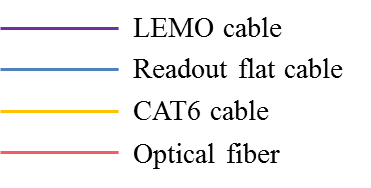 LEMO cable
Readout flat cable
CAT6 cable
Optical fiber